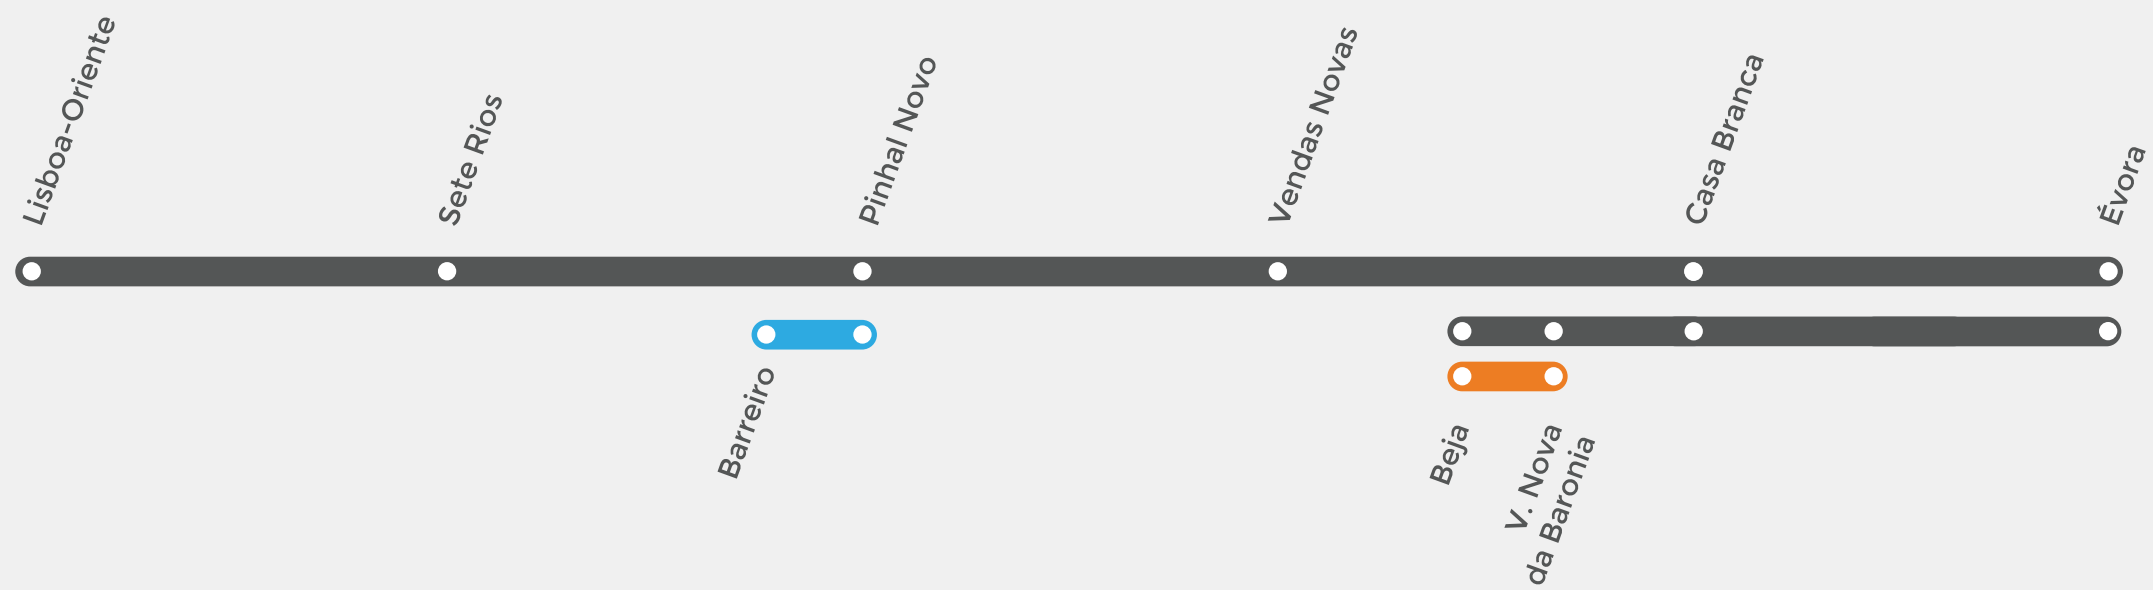 Lisboa-Oriente
Sete Rios
Pinhal Novo
Vendas Novas
Casa Branca
Évora
Barreiro
Beja
V. Nova
da Baronia